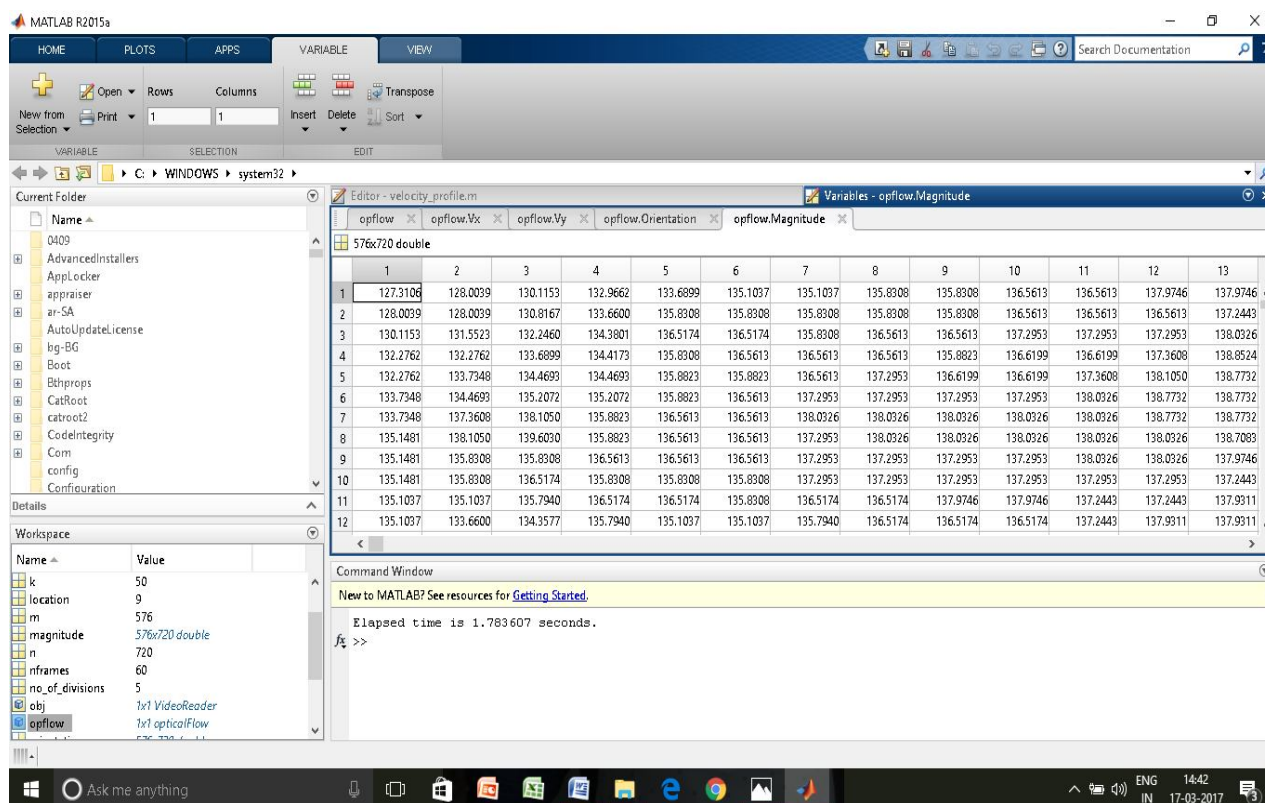 MATLAB R2015a
HOME PLOTS APPS VARIABLE VIEW Search Documentation
New from Selection Open Print Rows Columns 1 1 Insert Delete Transpose Sort
VARIABLE SELECTION EDIT
C: WINDOWS system32
Current Folder
Name
0409
AdvancedInstallers
AppLocker
appraiser
ar-SA
AutoUpdateLicense
bg-BG
Boot
Bthprops
CatRoot
catroot2
CodeIntegrity
Com
config
Configuration
Details
Workspace
Name Value
k 50
location 9
m 576
magnitude 576x720 double
n 720
nframes 60
no_of_divisions 5
obj 1x1 VideoReader
opflow 1x1 opticalFlow
Editor - velocity_profile.m Variables - opflow.Magnitude
opflow opflow.Vx opflow.Vy opflow.Orientation opflow.Magnitude
576x720 double
1 2 3 4 5 6 7 8 9 10 11 12 13
1 127.3106 128.0039 130.1153 132.9662 133.6899 135.1037 135.1037 135.8308 135.8308 136.5613 136.5613 137.9746 137.9746
2 128.0039 128.0039 130.8167 133.6600 135.8308 135.8308 135.8308 135.8308 135.8308 136.5613 136.5613 136.5613 137.2443
3 130.1153 131.5523 132.2460 134.3801 136.5174 136.5174 135.8308 136.5613 136.5613 137.2953 137.2953 137.2953 138.0326
4 132.2762 132.2762 133.6899 134.4173 135.8308 136.5613 136.5613 136.5613 135.8823 136.6199 136.6199 137.3608 138.8524
5 132.2762 133.7348 134.4693 134.4693 135.8823 135.8823 136.5613 137.2953 136.6199 136.6199 137.3608 138.1050 138.7732
6 133.7348 134.4693 135.2072 135.2072 135.8823 136.5613 137.2953 137.2953 137.2953 137.2953 138.0326 138.7732 138.7732
7 133.7348 137.3608 138.1050 135.8823 136.5613 136.5613 138.0326 138.0326 138.0326 138.0326 138.0326 138.7732 138.7732
8 135.1481 138.1050 139.6030 135.8823 136.5613 136.5613 137.2953 138.0326 138.0326 138.0326 138.0326 138.0326 138.7083
9 135.1481 135.8308 135.8308 136.5613 136.5613 136.5613 137.2953 137.2953 137.2953 137.2953 138.0326 138.0326 137.9746
10 135.1481 135.8308 136.5174 135.8308 135.8308 135.8308 137.2953 137.2953 137.2953 137.2953 137.2953 137.2953 137.2443
11 135.1037 135.1037 135.7940 136.5174 136.5174 135.8308 136.5174 136.5174 137.9746 137.9746 137.2443 137.2443 137.9311
12 135.1037 133.6600 134.3577 135.7940 135.1037 135.1037 135.7940 136.5174 136.5174 136.5174 137.2443 137.9311 137.9311
Command Window
New to MATLAB? See resources for Getting Started.
Elapsed time is 1.783607 seconds.
fx >>
Ask me anything
ENG 14:42
IN 17-03-2017 3